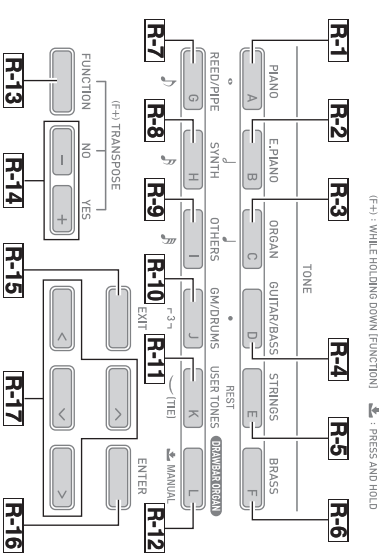 (F+) : WHILE HOLDING DOWN [FUNCTION] : PRESS AND HOLD
TONE
R-1 R-2 R-3 R-4 R-5 R-6
PIANO E.PIANO ORGAN GUITAR/BASS STRINGS BRASS
A B C D E F
REST
REED/PIPE SYNTH OTHERS GM/DRUMS USER TONES DRAWBAR ORGAN
G H I J K L
3 (TIE) MANUAL
R-7 R-8 R-9 R-10 R-11 R-12
(F+) TRANSPOSE
FUNCTION NO YES EXIT ENTER
− +
< ∨ ∧ >
R-13 R-14 R-15 R-17 R-16